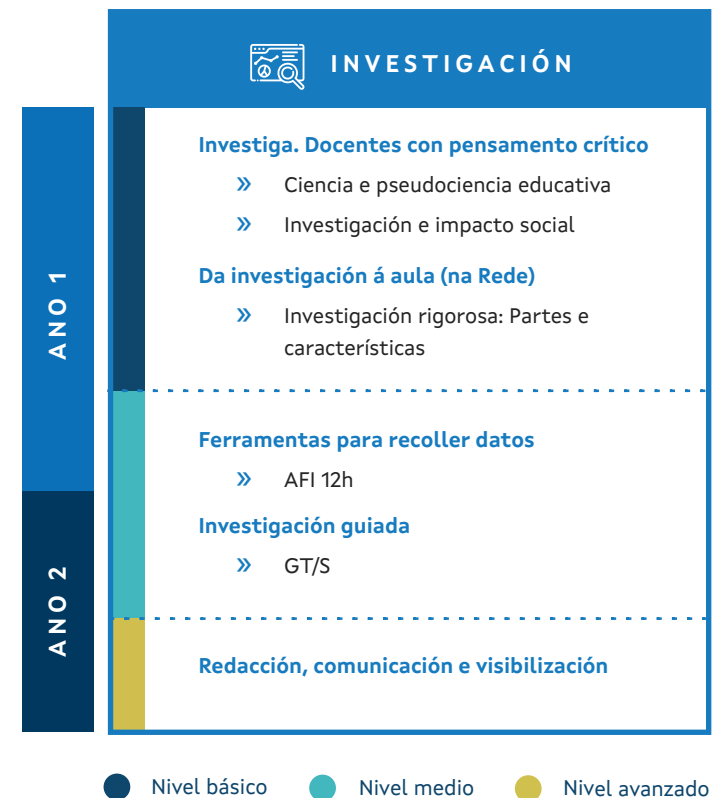 INVESTIGACIÓN
ANO 1
Investiga. Docentes con pensamento crítico
» Ciencia e pseudociencia educativa
» Investigación e impacto social
Da investigación á aula (na Rede)
» Investigación rigorosa: Partes e
características
Ferramentas para recoller datos
» AFI 12h
ANO 2
Investigación guiada
» GT/S
Redacción, comunicación e visibilización
Nivel básico Nivel medio Nivel avanzado